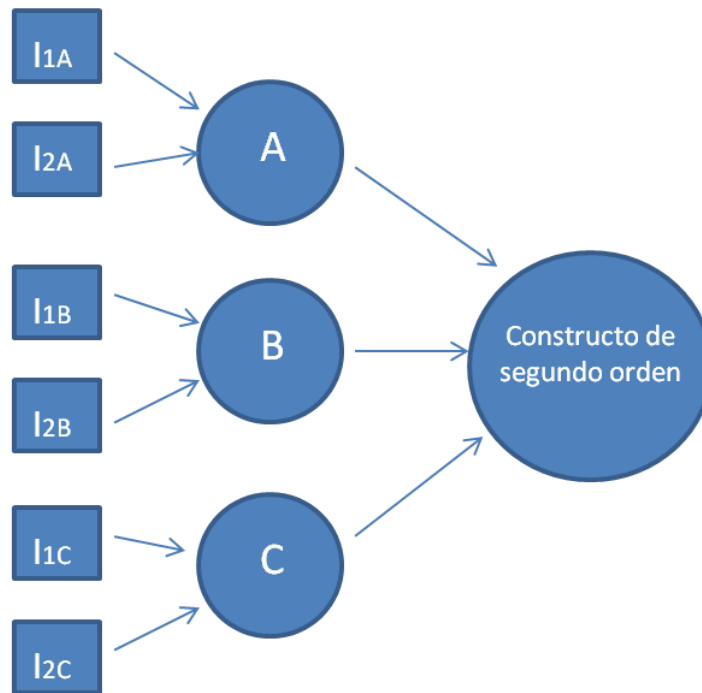 I1A
I2A
A
I1B
I2B
B
I1C
I2C
C
Constructo de
segundo orden